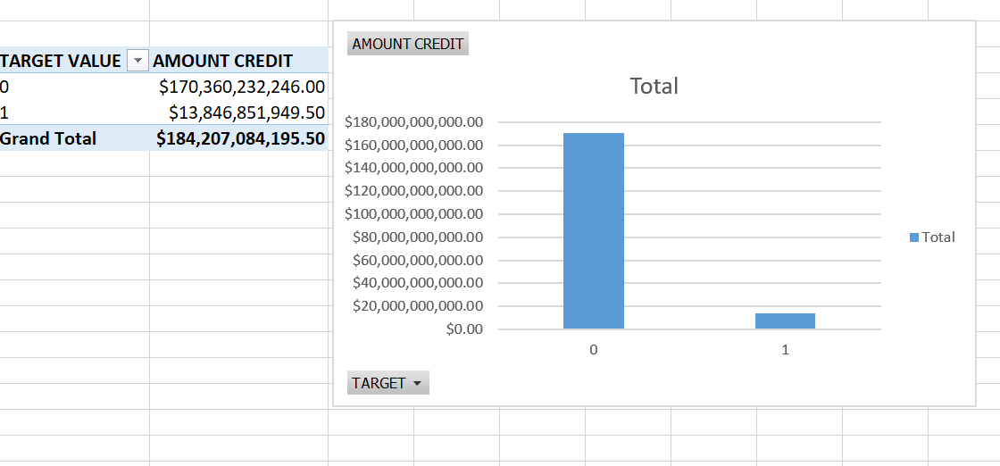 TARGET VALUE AMOUNT CREDIT
0 $170,360,232,246.00
1 $13,846,851,949.50
Grand Total $184,207,084,195.50
AMOUNT CREDIT
Total
$180,000,000,000.00
$160,000,000,000.00
$140,000,000,000.00
$120,000,000,000.00
$100,000,000,000.00
$80,000,000,000.00
$60,000,000,000.00
$40,000,000,000.00
$20,000,000,000.00
$0.00
0 1
Total
TARGET